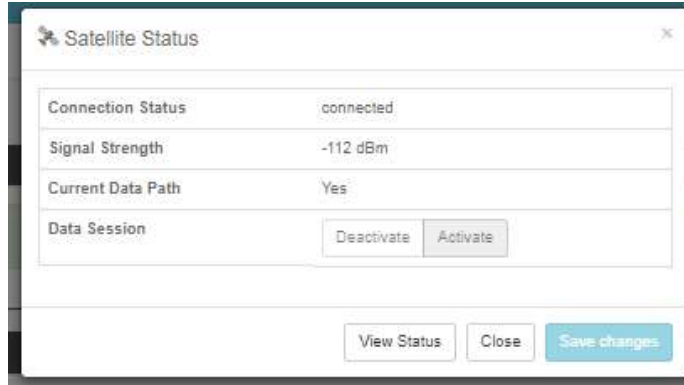 Satellite Status ×
Connection Status connected
Signal Strength -112 dBm
Current Data Path Yes
Data Session Deactivate Activate
View Status Close Save changes